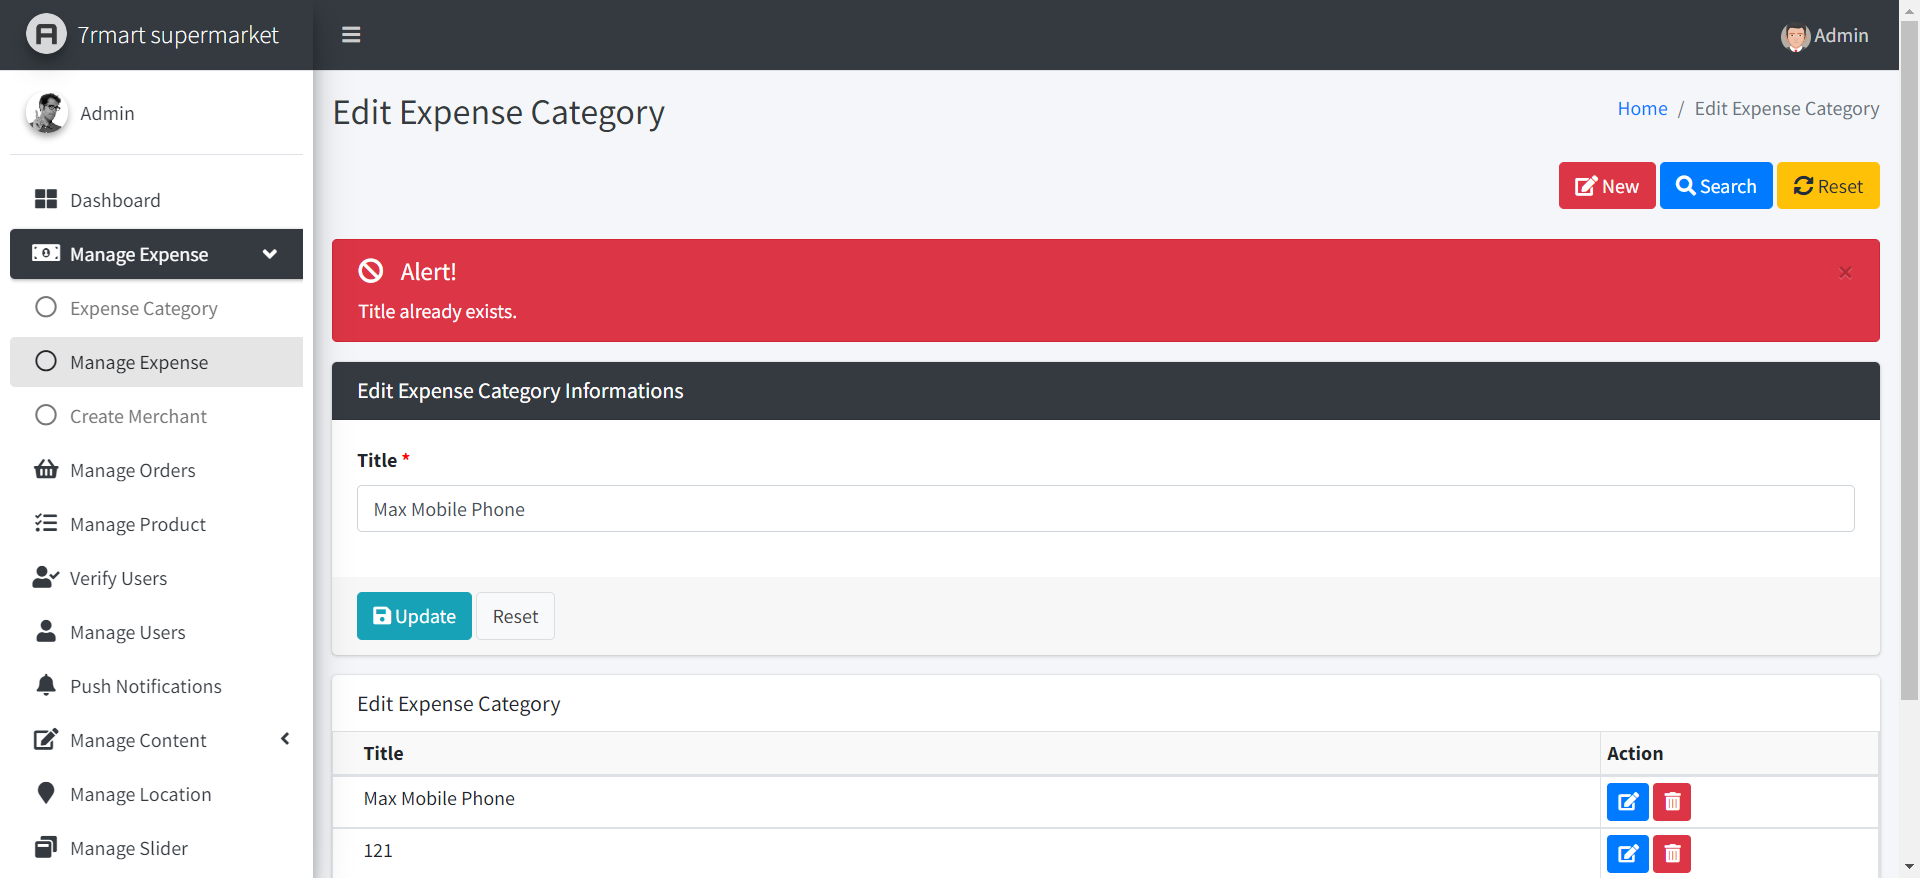 7rmart supermarket
Admin
Admin
Dashboard
Manage Expense
Expense Category
Manage Expense
Create Merchant
Manage Orders
Manage Product
Verify Users
Manage Users
Push Notifications
Manage Content
Manage Location
Manage Slider
Edit Expense Category
Home / Edit Expense Category
New Search Reset
Alert!
×
Title already exists.
Edit Expense Category Informations
Title *
Max Mobile Phone
Update Reset
Edit Expense Category
Title Action
Max Mobile Phone
121